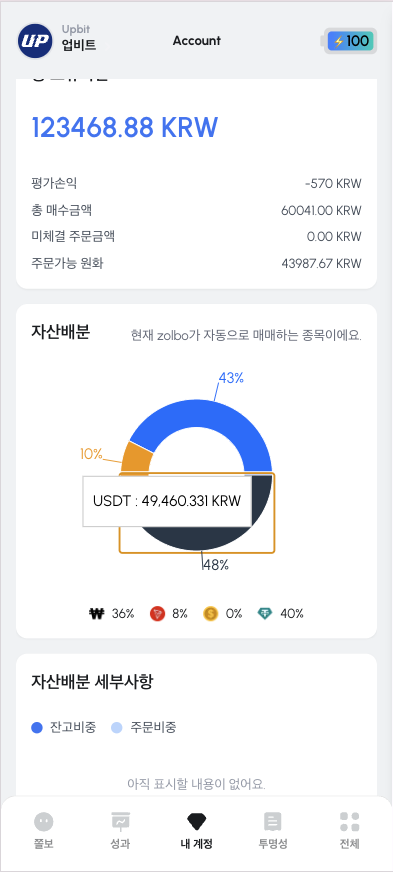 UP
Upbit
업비트
Account
100
123468.88 KRW
평가손익 -570 KRW
총 매수금액 60041.00 KRW
미체결 주문금액 0.00 KRW
주문가능 원화 43987.67 KRW
자산배분
현재 zolbo가 자동으로 매매하는 종목이에요.
43%
10%
USDT : 49,460.331 KRW
48%
₩ 36% 8% $ 0% 40%
자산배분 세부사항
잔고비중 주문비중
아직 표시할 내용이 없어요.
쫄보 성과 내 계정 투명성 전체